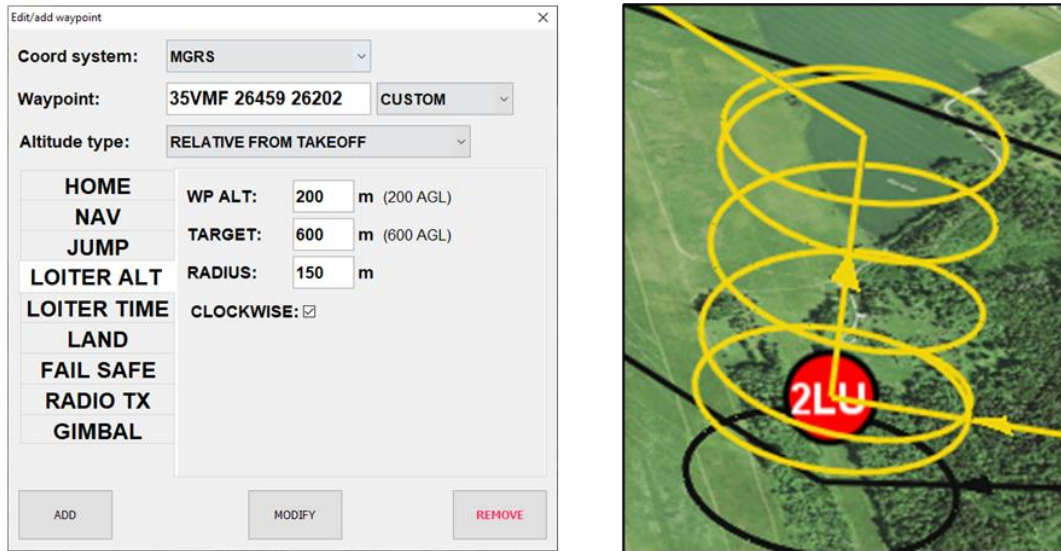 Edit/add waypoint
Coord system: MGRS
Waypoint: 35VMF 26459 26202 CUSTOM
Altitude type: RELATIVE FROM TAKEOFF
HOME
NAV
JUMP
LOITER ALT
LOITER TIME
LAND
FAIL SAFE
RADIO TX
GIMBAL
WP ALT: 200 m (200 AGL)
TARGET: 600 m (600 AGL)
RADIUS: 150 m
CLOCKWISE:
ADD MODIFY REMOVE
2LU